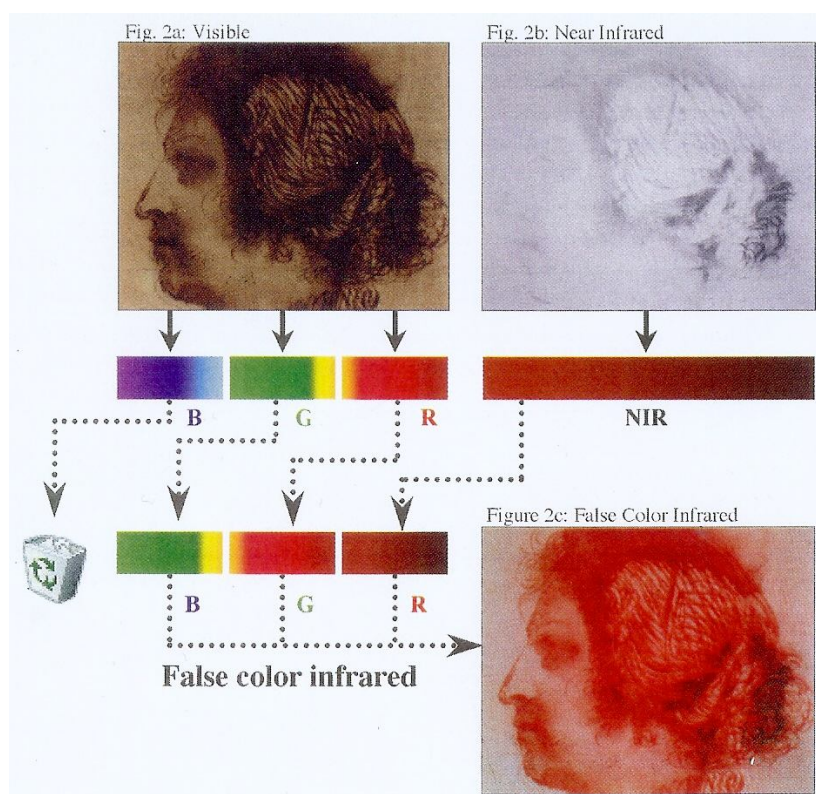 Fig. 2a: Visible
Fig. 2b: Near Infrared
B
G
R
NIR
Figure 2c: False Color Infrared
B
G
R
False color infrared